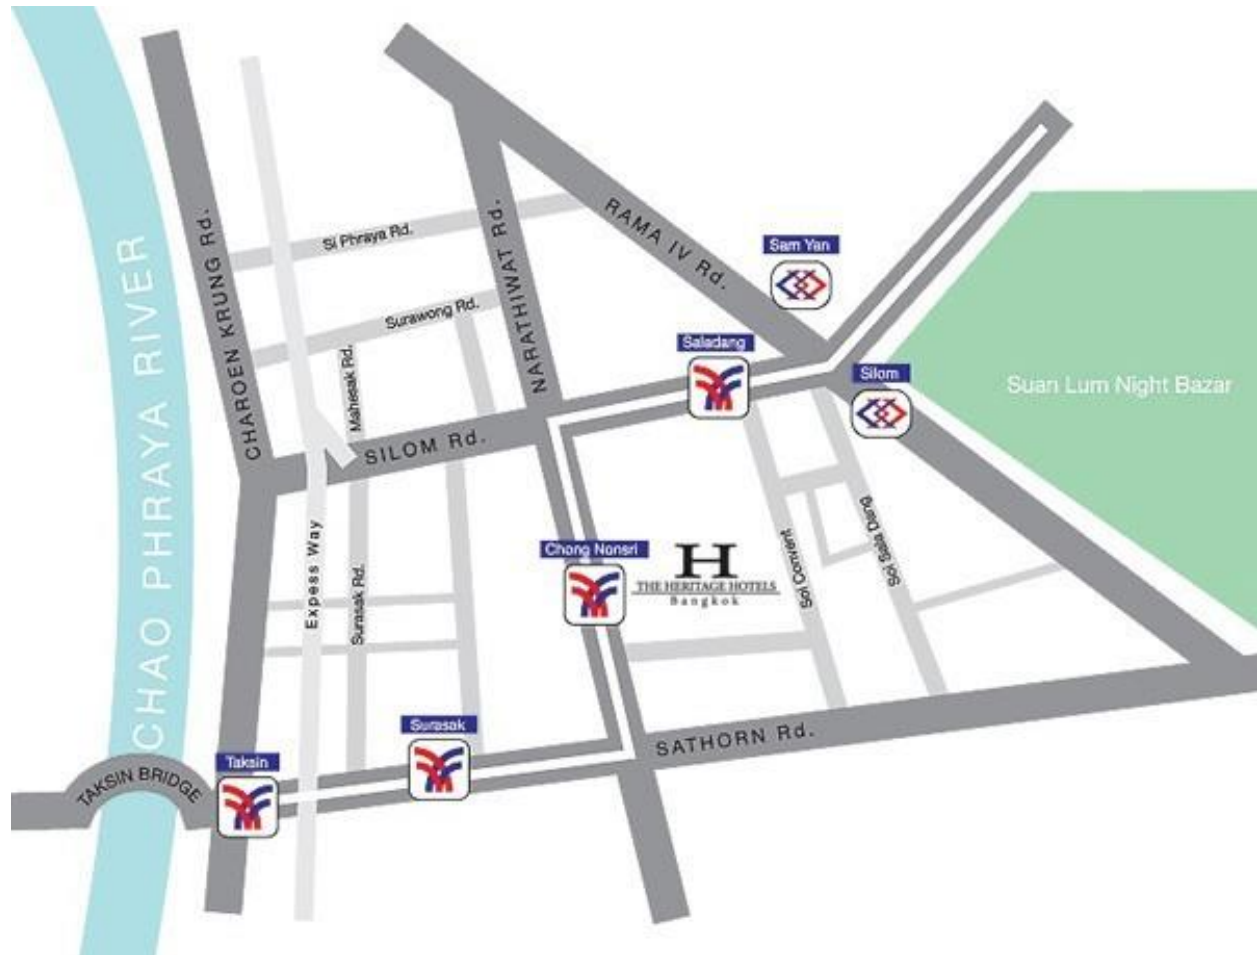 CHAO PHRAYA RIVER
CHAROEN KRUNG Rd.
Si Phraya Rd.
NARATHIWAT Rd.
RAMA IV Rd.
Sam Yan
Surawong Rd.
Mahesak Rd.
Saladang
Silom
Suan Lum Night Bazar
SILOM Rd.
Expess Way
Surasak Rd.
Chong Nonsri
H
THE HERITAGE HOTELS
Bangkok
Soi Convent
Soi Sala Dang
Surasak
SATHORN Rd.
Taksin
TAKSIN BRIDGE